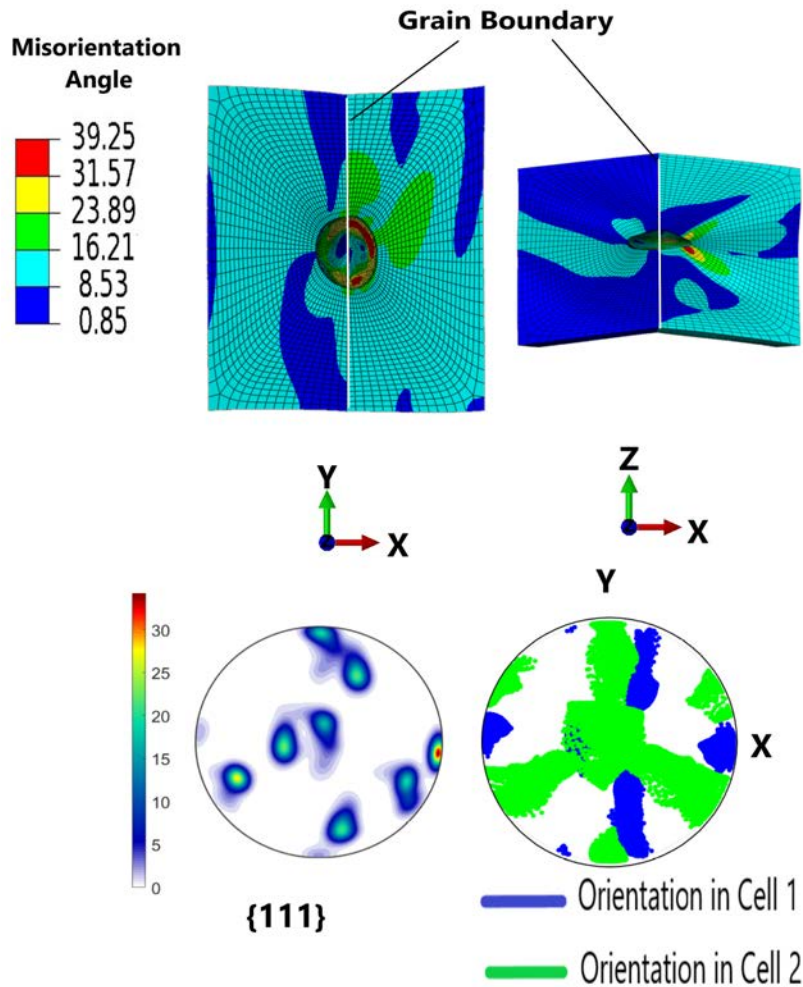 Grain Boundary
Misorientation
Angle
39.25
31.57
23.89
16.21
8.53
0.85
Y
X
Z
X
Y
X
30
25
20
15
10
5
0
{111}
Orientation in Cell 1
Orientation in Cell 2